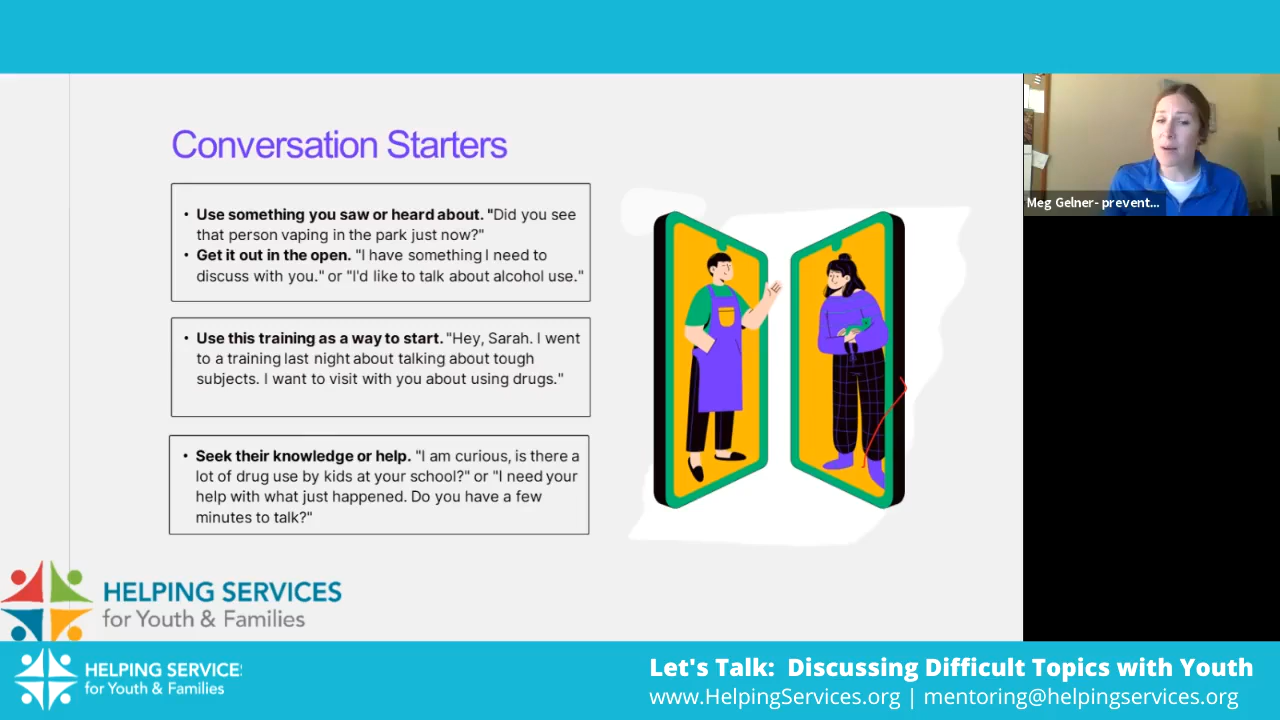 Conversation Starters
• Use something you saw or heard about. "Did you see
that person vaping in the park just now?"
• Get it out in the open. "I have something I need to
discuss with you." or "I'd like to talk about alcohol use."
• Use this training as a way to start. "Hey, Sarah. I went
to a training last night about talking about tough
subjects. I want to visit with you about using drugs."
• Seek their knowledge or help. "I am curious, is there a
lot of drug use by kids at your school?" or "I need your
help with what just happened. Do you have a few
minutes to talk?"
Meg Gelner- prevent...
HELPING SERVICES
for Youth & Families
HELPING SERVICE
for Youth & Families
Let's Talk: Discussing Difficult Topics with Youth
www.HelpingServices.org | mentoring@helpingservices.org